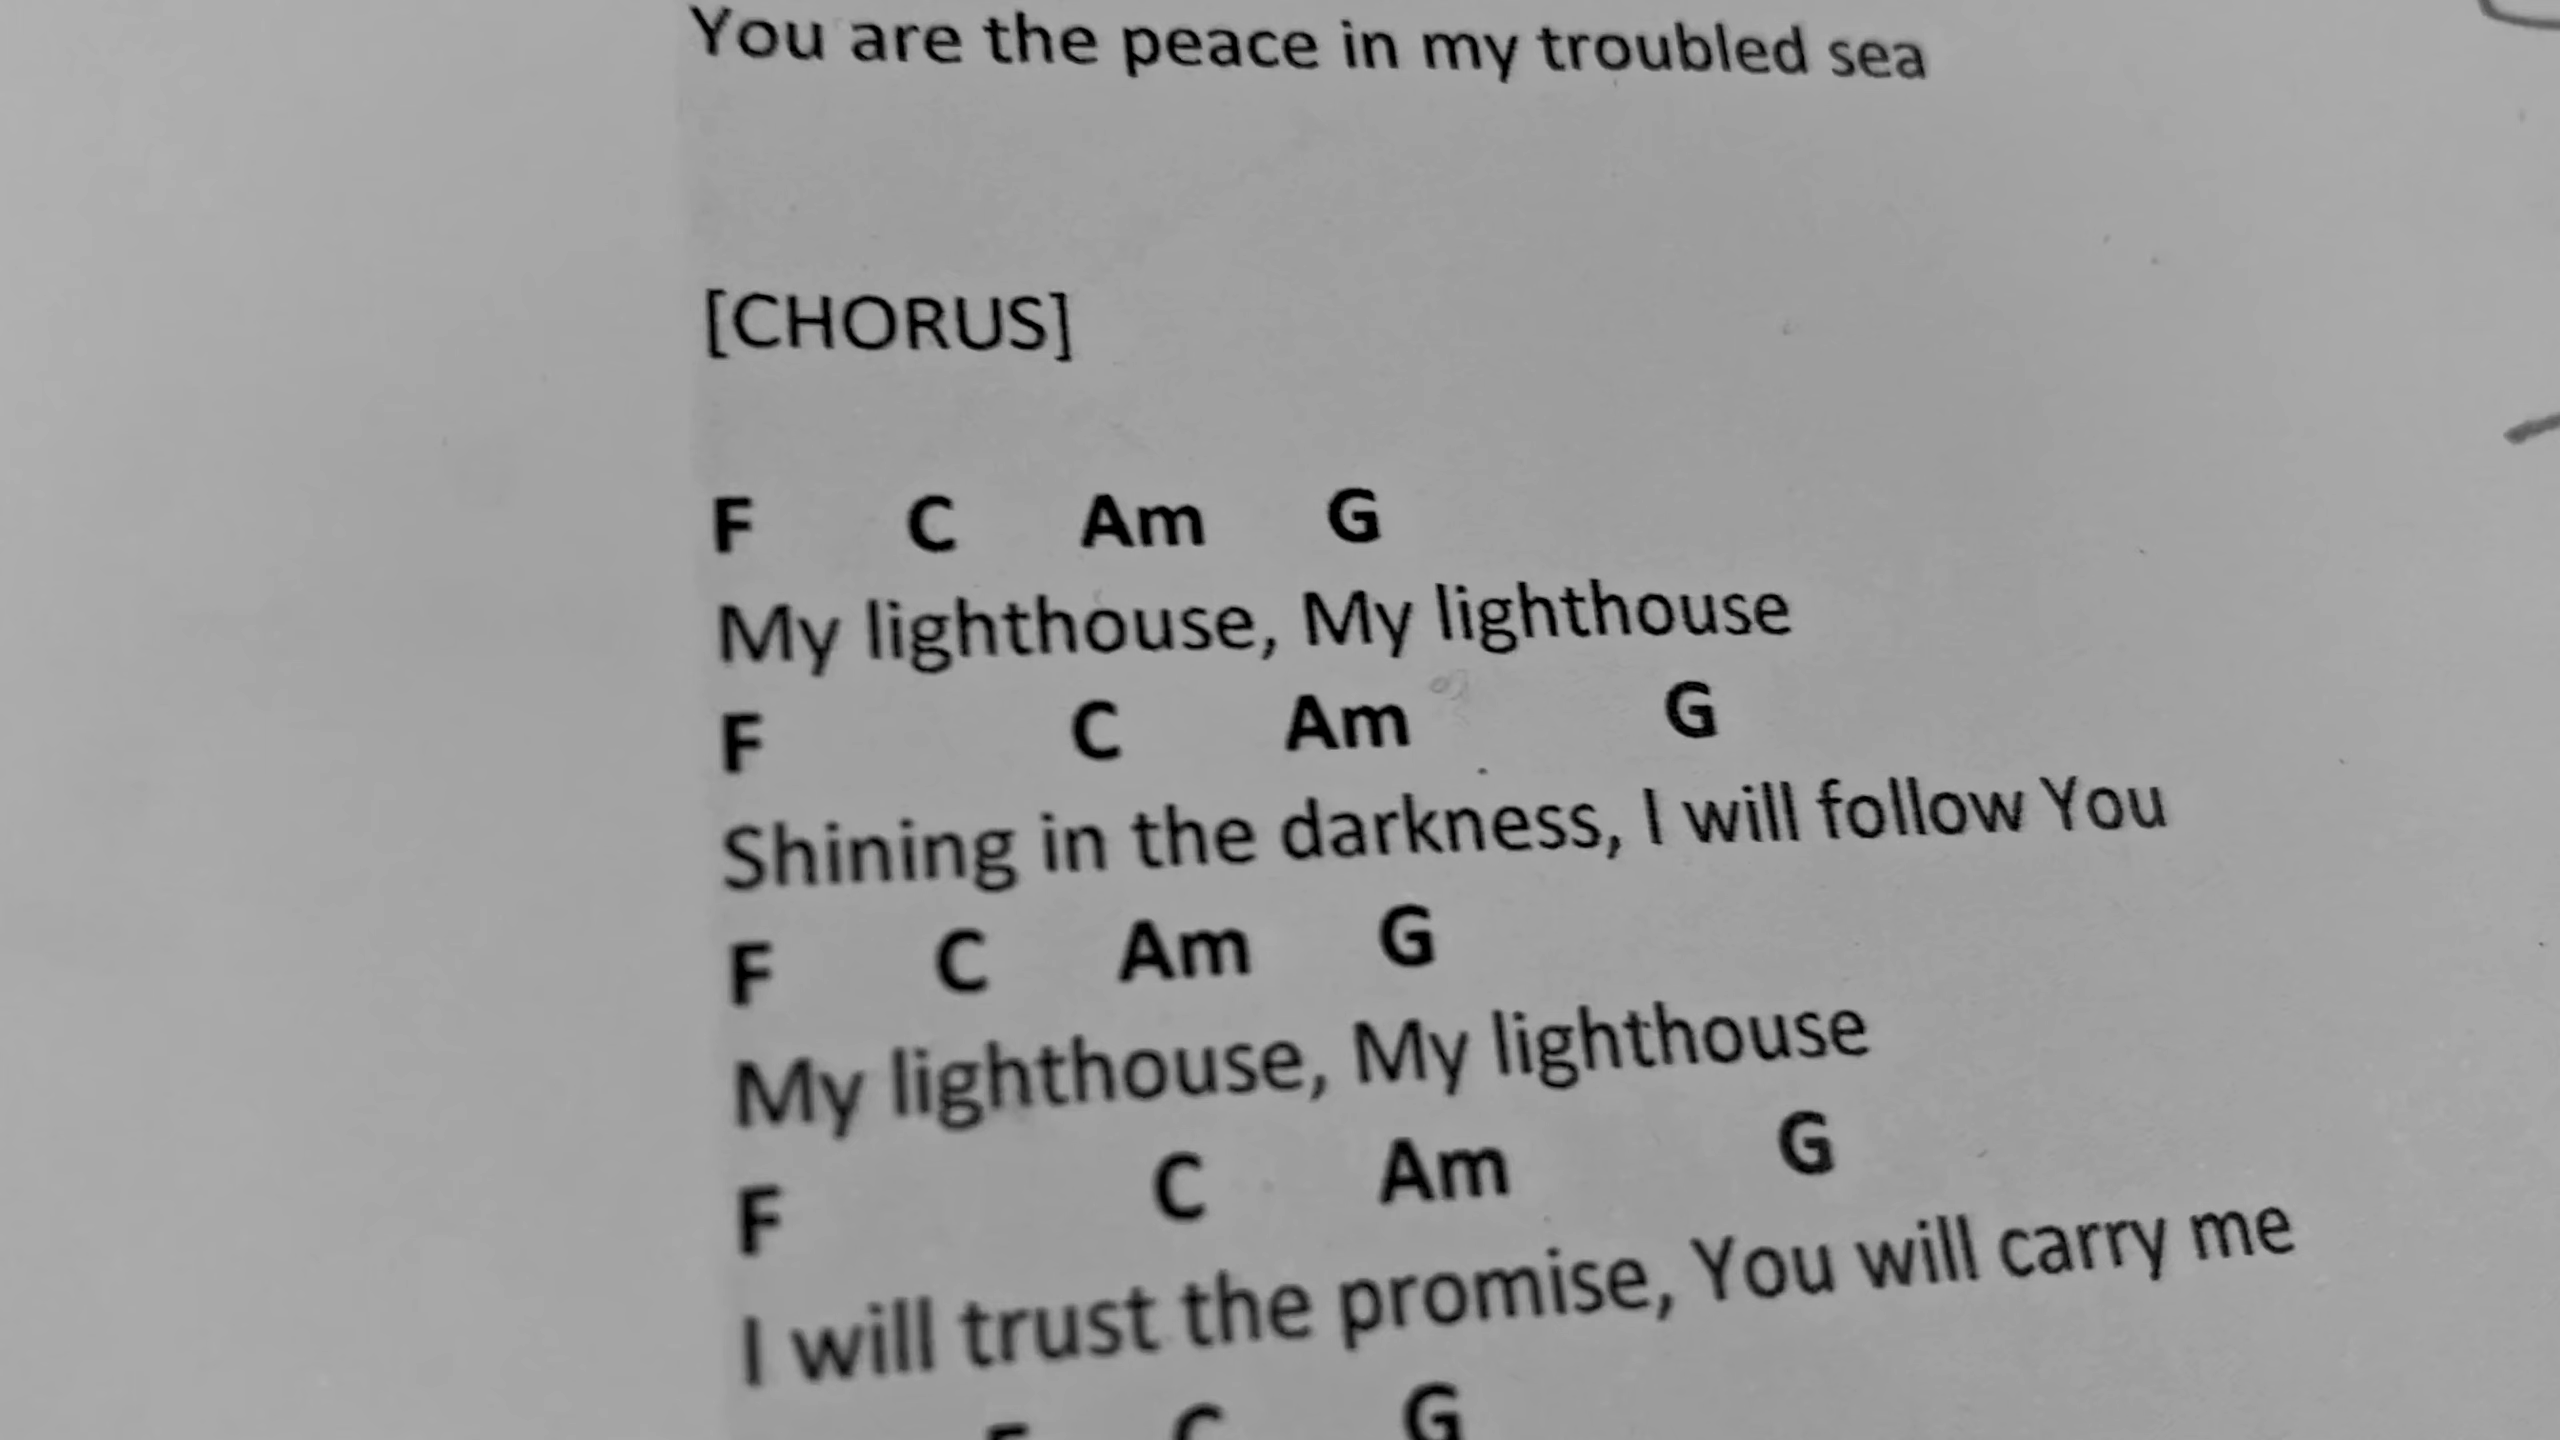 You are the peace in my troubled sea
[CHORUS]
F C Am G
My lighthouse, My lighthouse
F C Am G
Shining in the darkness, I will follow You
F C Am G
My lighthouse, My lighthouse
F C Am G
I will trust the promise, You will carry me
F C G